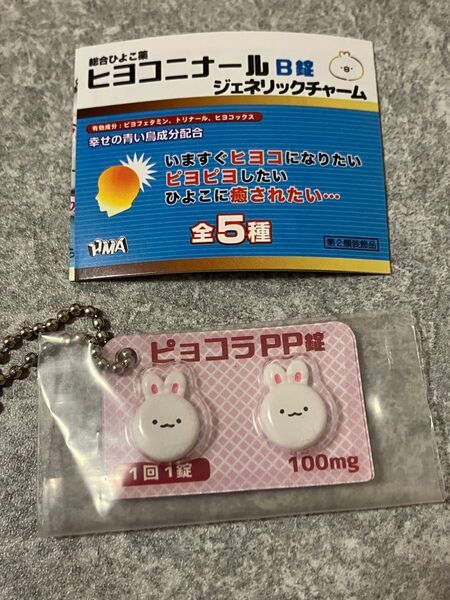 総合ひよこ薬
ヒヨコニナールB錠
ジェネリックチャーム
有効成分：ピヨフェタミン、トリナール、ヒヨコックス
幸せの青い鳥成分配合
いますぐヒヨコになりたい
ピヨピヨしたい
ひよこに癒されたい…
全5種
PMA
第2類装飾品
ピョコラPP錠
1回1錠
100mg